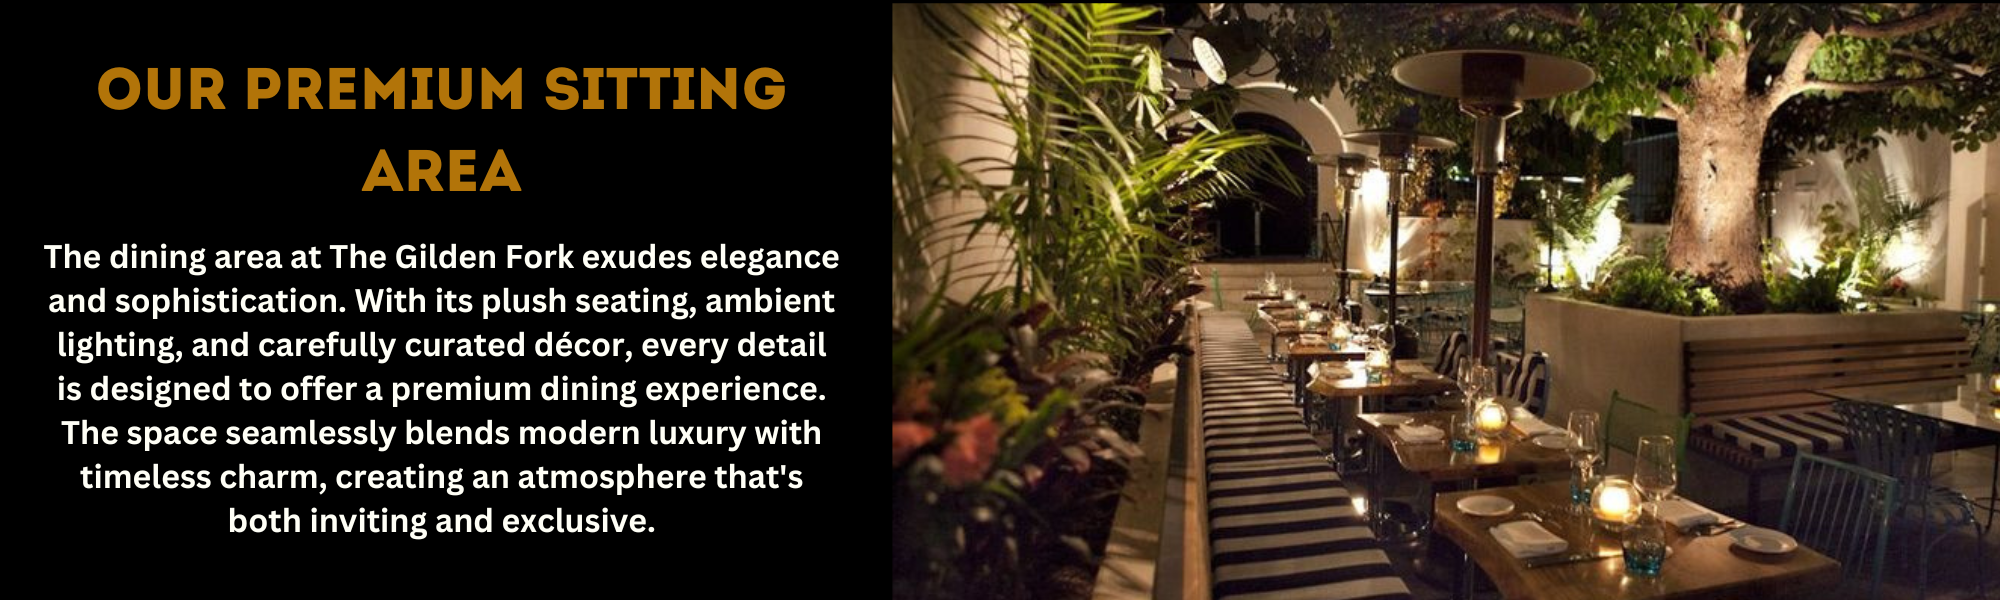 OUR PREMIUM SITTING
AREA
The dining area at The Gilden Fork exudes elegance
and sophistication. With its plush seating, ambient
lighting, and carefully curated décor, every detail
is designed to offer a premium dining experience.
The space seamlessly blends modern luxury with
timeless charm, creating an atmosphere that's
both inviting and exclusive.